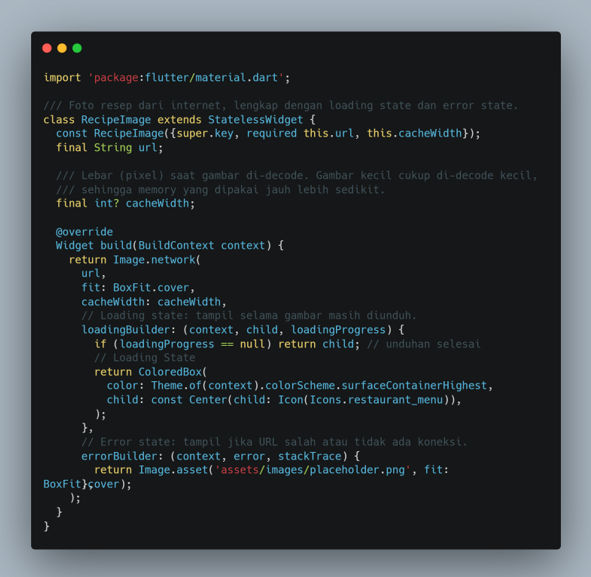 import 'package:flutter/material.dart';

/// Foto resep dari internet, lengkap dengan loading state dan error state.
class RecipeImage extends StatelessWidget {
  const RecipeImage({super.key, required this.url, this.cacheWidth});
  final String url;

  /// Lebar (pixel) saat gambar di-decode. Gambar kecil cukup di-decode kecil,
  /// sehingga memory yang dipakai jauh lebih sedikit.
  final int? cacheWidth;

  @override
  Widget build(BuildContext context) {
    return Image.network(
      url,
      fit: BoxFit.cover,
      cacheWidth: cacheWidth,
      // Loading state: tampil selama gambar masih diunduh.
      loadingBuilder: (context, child, loadingProgress) {
        if (loadingProgress == null) return child; // unduhan selesai
        // Loading State
        return ColoredBox(
          color: Theme.of(context).colorScheme.surfaceContainerHighest,
          child: const Center(child: Icon(Icons.restaurant_menu)),
        );
      },
      // Error state: tampil jika URL salah atau tidak ada koneksi.
      errorBuilder: (context, error, stackTrace) {
        return Image.asset('assets/images/placeholder.png', fit:
BoxFit.cover);
      },
    );
  }
}